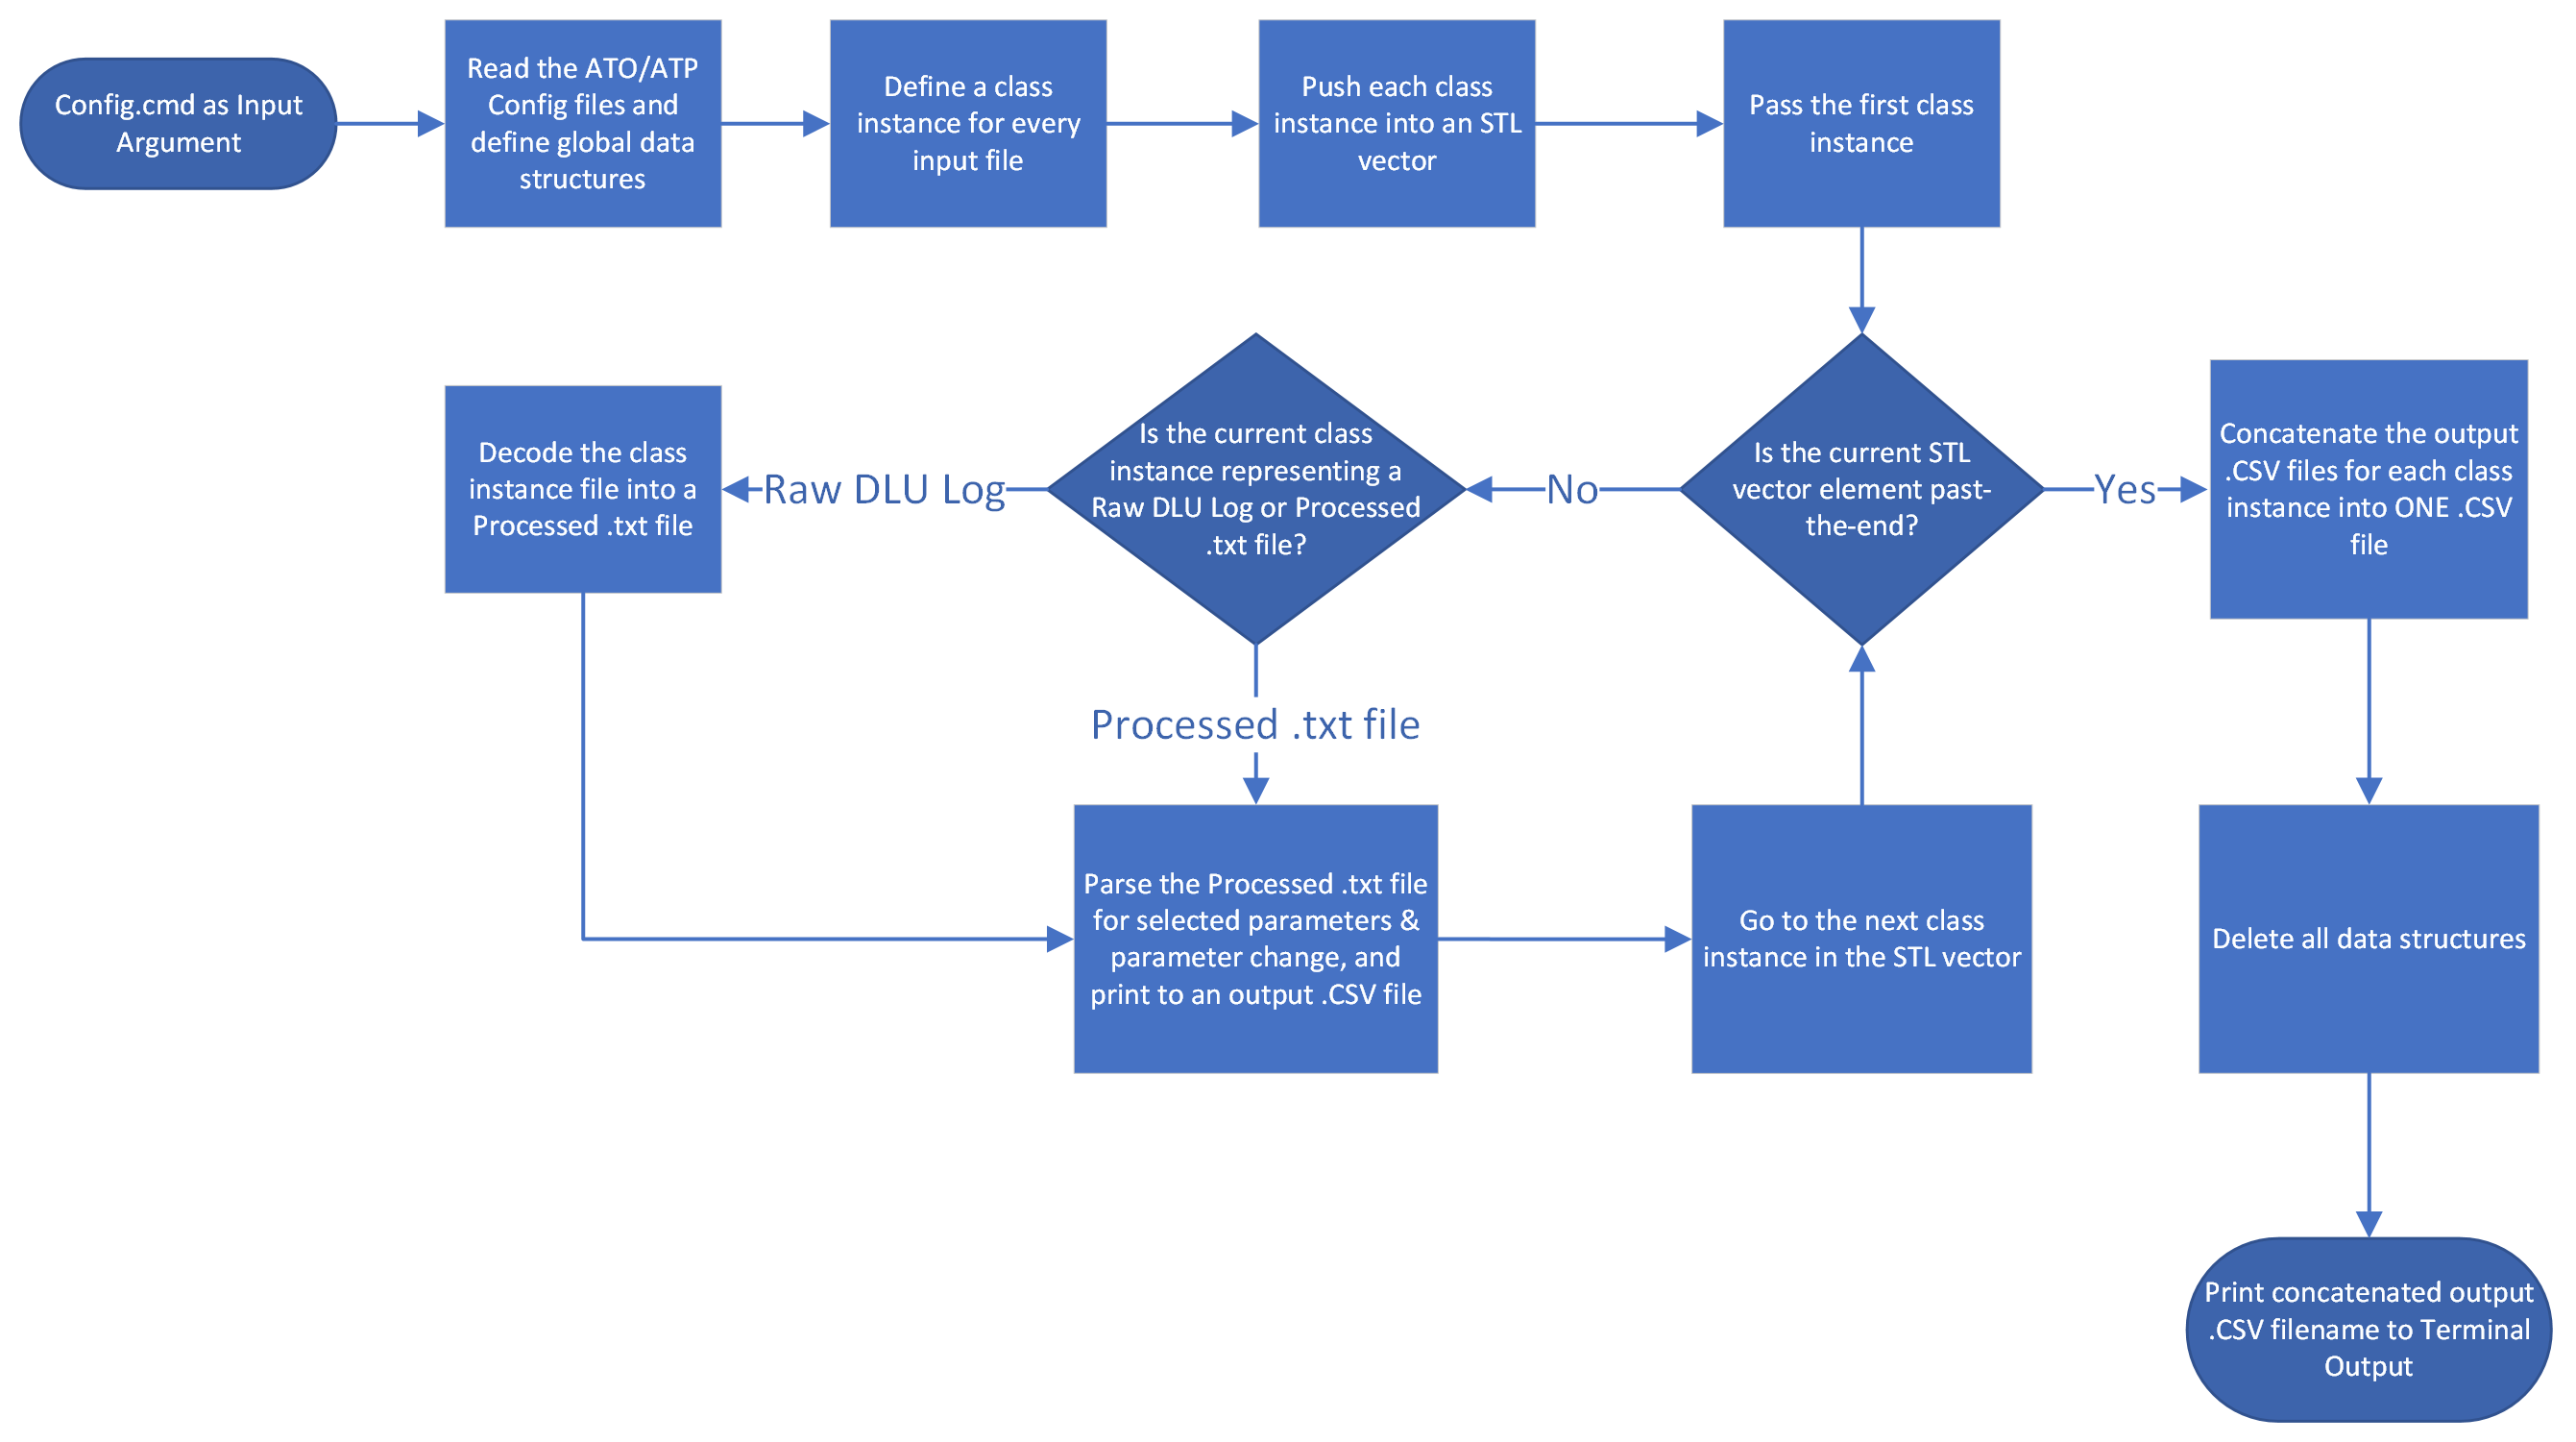 Config.cmd as Input
Argument
Read the ATO/ATP
Config files and
define global data
structures
Define a class
instance for every
input file
Push each class
instance into an STL
vector
Pass the first class
instance
Decode the class
instance file into a
Processed .txt file
Raw DLU Log
Is the current class
instance representing a
Raw DLU Log or Processed
.txt file?
No
Is the current STL
vector element past-
the-end?
Yes
Concatenate the output
.CSV files for each class
instance into ONE .CSV
file
Processed .txt file
Parse the Processed .txt file
for selected parameters &
parameter change, and
print to an output .CSV file
Go to the next class
instance in the STL vector
Delete all data structures
Print concatenated output
.CSV filename to Terminal
Output